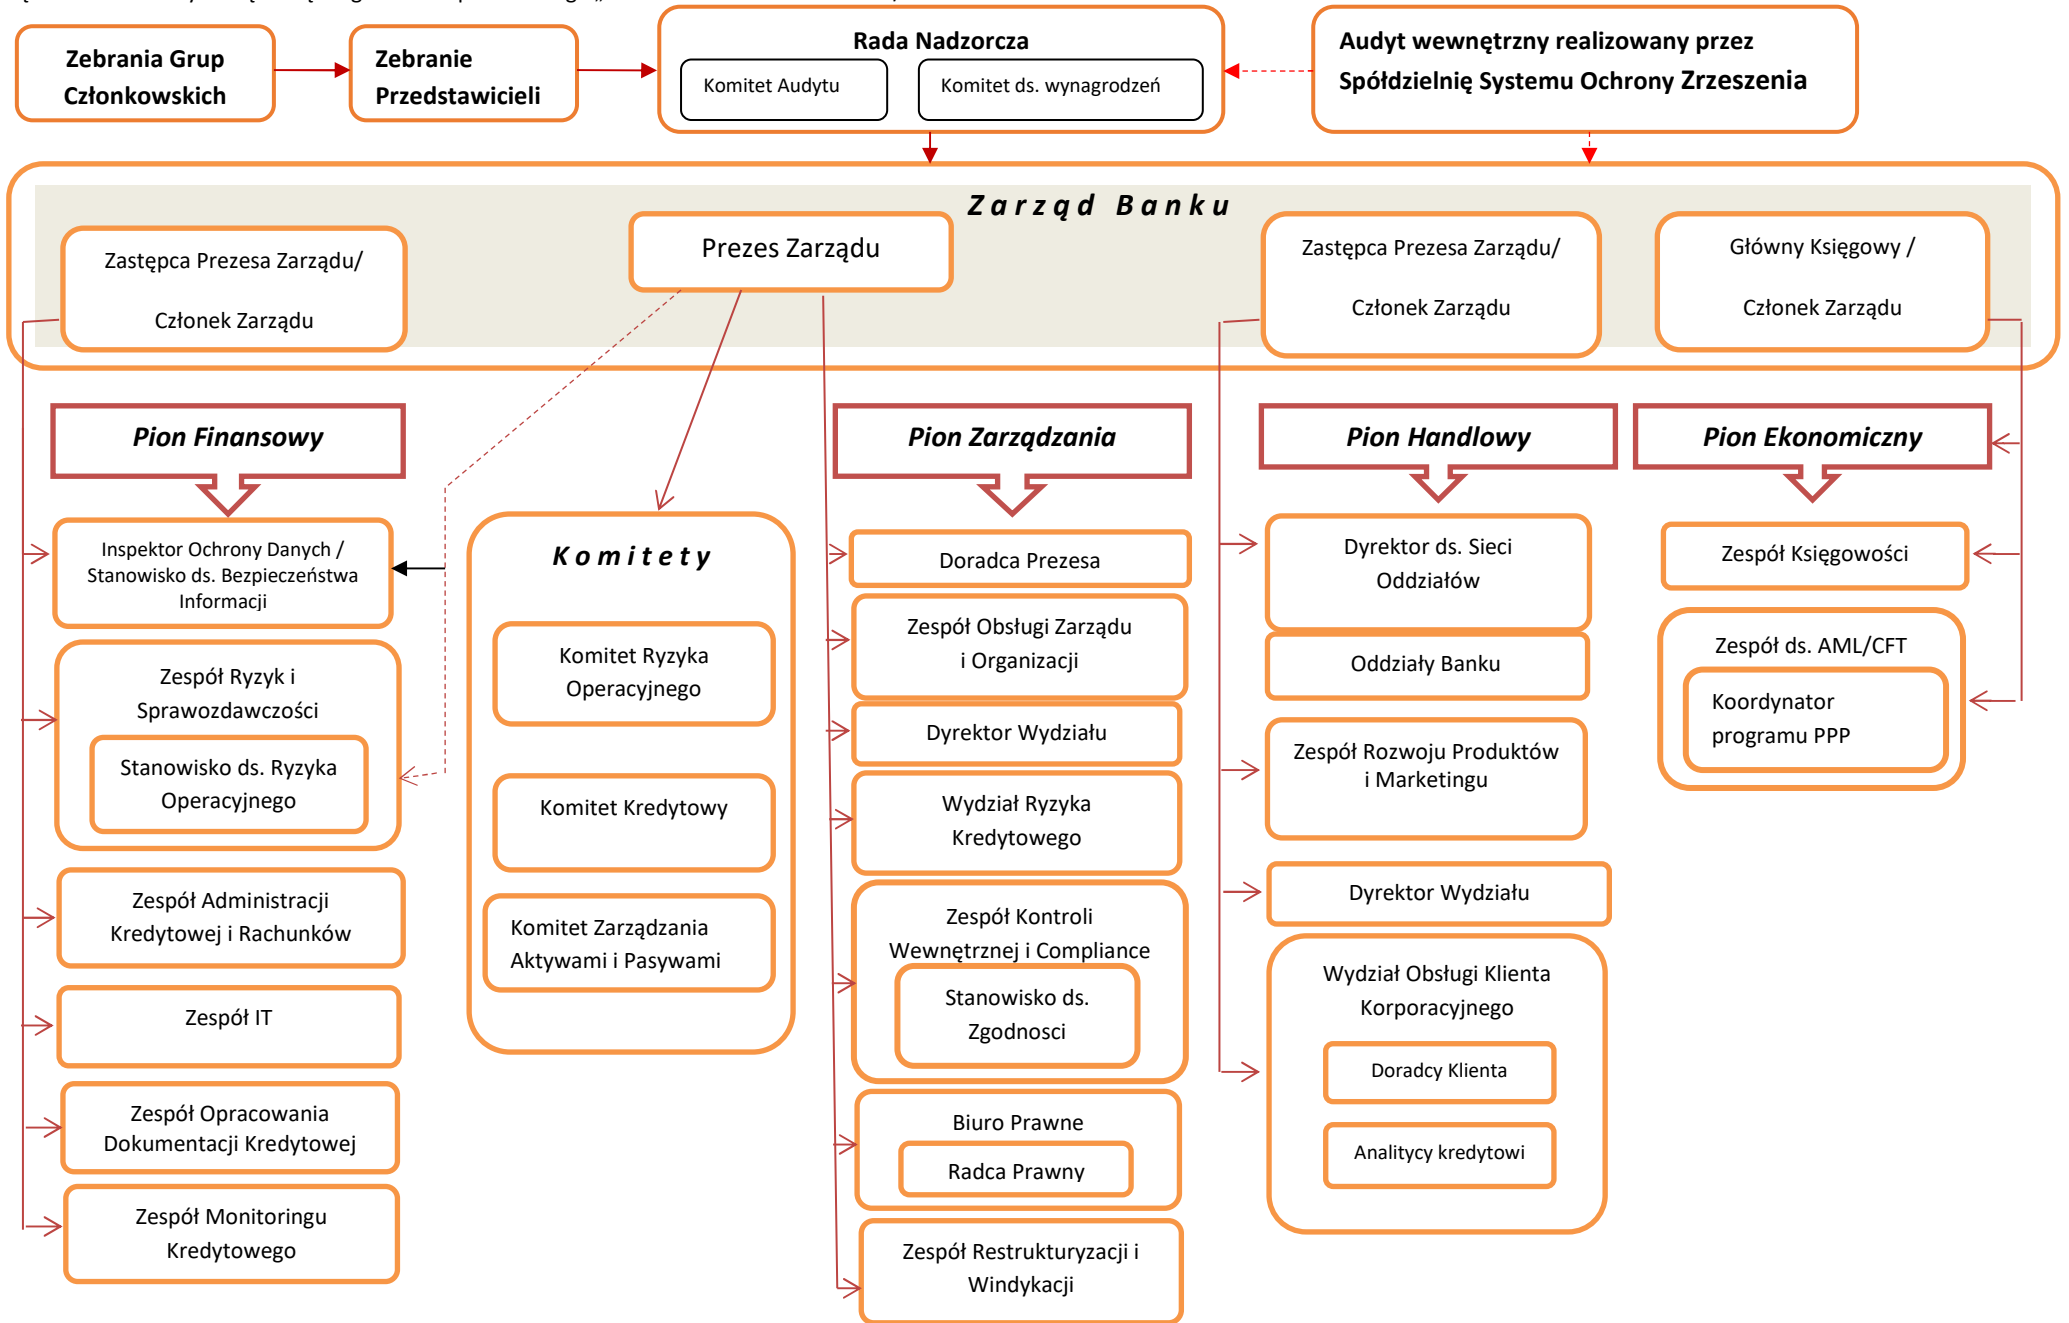 Zebrania Grup
Członkowskich
Zebranie
Przedstawicieli
Rada Nadzorcza
Komitet Audytu
Komitet ds. wynagrodzeń
Audyt wewnętrzny realizowany przez
Spółdzielnię Systemu Ochrony Zrzeszenia
Zarząd Banku
Zastępca Prezesa Zarządu/
Członek Zarządu
Prezes Zarządu
Zastępca Prezesa Zarządu/
Członek Zarządu
Główny Księgowy /
Członek Zarządu
Pion Finansowy
Inspektor Ochrony Danych /
Stanowisko ds. Bezpieczeństwa
Informacji
Zespół Ryzyk i
Sprawozdawczości
Stanowisko ds. Ryzyka
Operacyjnego
Zespół Administracji
Kredytowej i Rachunków
Zespół IT
Zespół Opracowania
Dokumentacji Kredytowej
Zespół Monitoringu
Kredytowego
Komitety
Komitet Ryzyka
Operacyjnego
Komitet Kredytowy
Komitet Zarządzania
Aktywami i Pasywami
Pion Zarządzania
Doradca Prezesa
Zespół Obsługi Zarządu
i Organizacji
Dyrektor Wydziału
Wydział Ryzyka
Kredytowego
Zespół Kontroli
Wewnętrznej i Compliance
Stanowisko ds.
Zgodnosci
Biuro Prawne
Radca Prawny
Zespół Restrukturyzacji i
Windykacji
Pion Handlowy
Dyrektor ds. Sieci
Oddziałów
Oddziały Banku
Zespół Rozwoju Produktów
i Marketingu
Dyrektor Wydziału
Wydział Obsługi Klienta
Korporacyjnego
Doradcy Klienta
Analitycy kredytowi
Pion Ekonomiczny
Zespół Księgowości
Zespół ds. AML/CFT
Koordynator
programu PPP